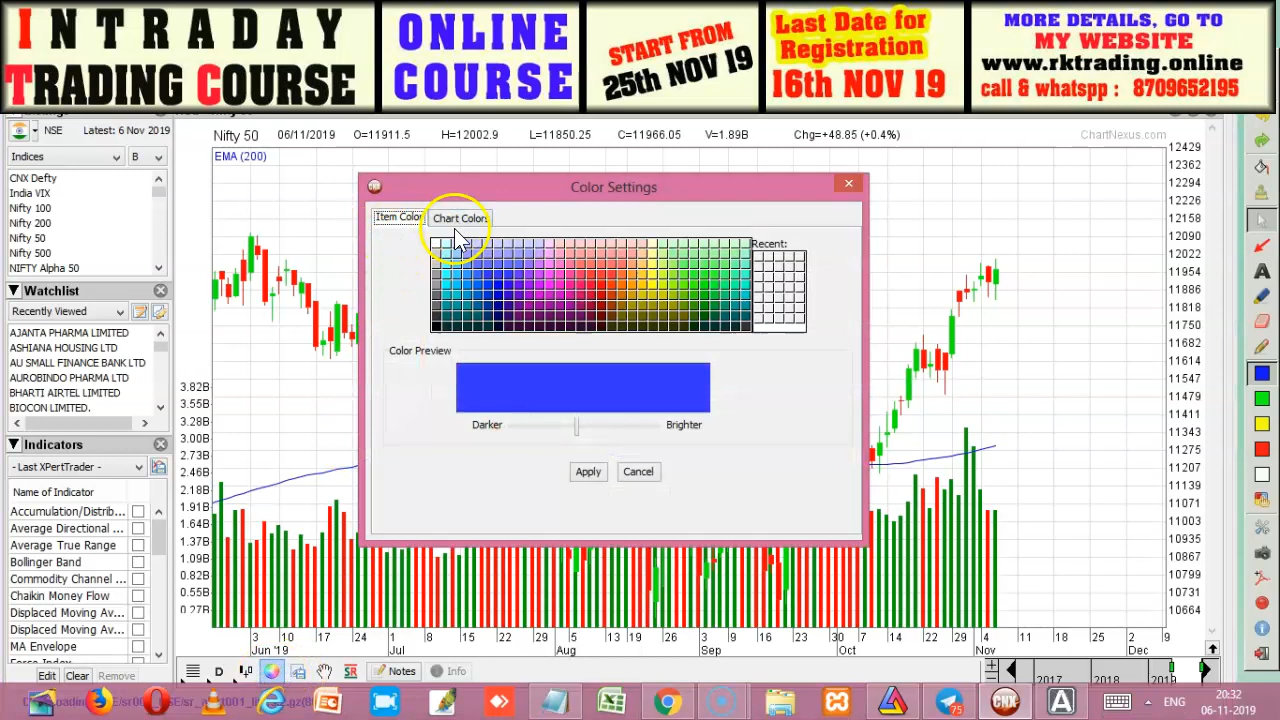 INTRADAY
TRADING COURSE
ONLINE
COURSE
START FROM
25th NOV 19
Last Date for
Registration
16th NOV 19
MORE DETAILS, GO TO
MY WEBSITE
www.rktrading.online
call & whatspp : 8709652195
NSE Latest: 6 Nov 2019
Indices B
CNX Defty
India VIX
Nifty 100
Nifty 200
Nifty 50
Nifty 500
NIFTY Alpha 50
Watchlist
Recently Viewed
AJANTA PHARMA LIMITED
ASHIANA HOUSING LTD
AU SMALL FINANCE BANK LTD
AUROBINDO PHARMA LTD
BHARTI AIRTEL LIMITED
BIOCON LIMITED.
Indicators
- Last XPertTrader -
Name of Indicator
Accumulation/Distrib...
Average Directional ...
Average True Range
Bollinger Band
Commodity Channel ...
Chaikin Money Flow
Displaced Moving Av...
Displaced Moving Av...
MA Envelope
Edit Clear Remove
Nifty 50 06/11/2019 O=11911.5 H=12002.9 L=11850.25 C=11966.05 V=1.89B Chg=+48.85 (+0.4%) ChartNexus.com
EMA (200)
Color Settings
Item Color Chart Colors
Recent:
Color Preview
Darker Brighter
Apply Cancel
12429
12362
12294
12226
12158
12090
12022
11954
11886
11818
11750
11682
11614
11547
11479
11411
11343
11275
11207
11139
11071
11003
10935
10867
10799
10732
10664
3.82B
3.55B
3.28B
3.00B
2.73B
2.46B
2.18B
1.91B
1.64B
1.37B
1.09B
0.82B
0.55B
0.27B
3 10 17 24 1 8 15 22 29 5 13 19 26 3 9 16 23 1 7 14 22 29 4 11 18 25 2 9
Jun '19 Jul Aug Sep Oct Nov Dec
D SR Notes Info
2017 2018 2019
75 CNX A ENG
20:32
06-11-2019